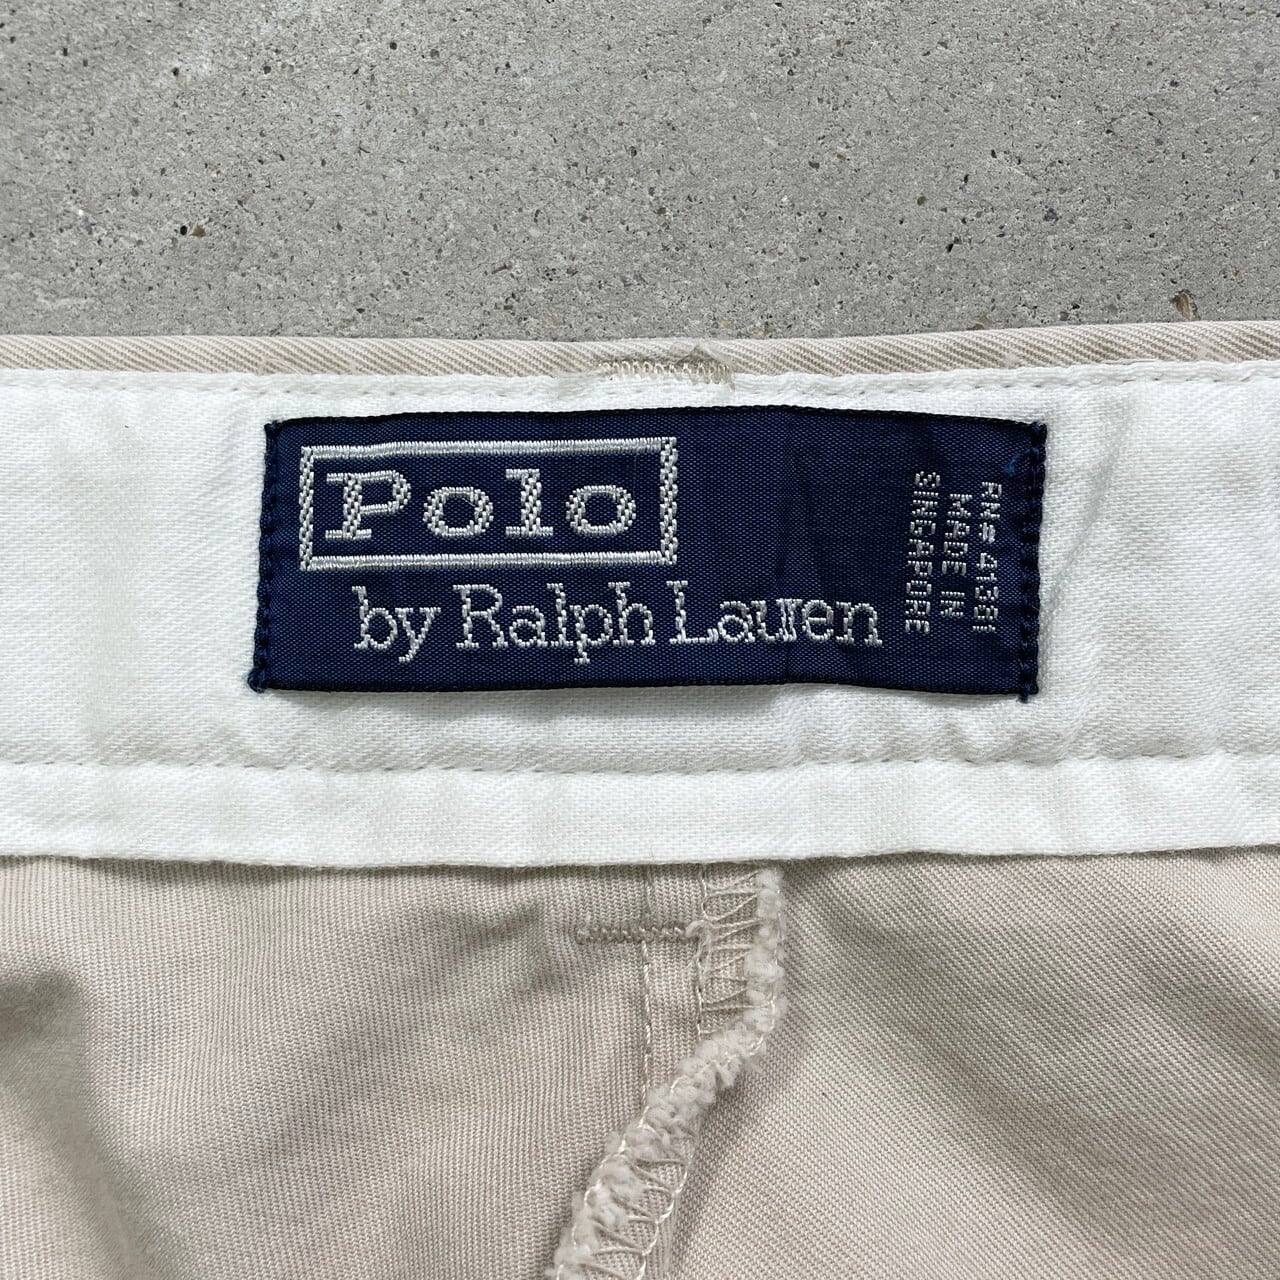 Polo
by Ralph Lauren
RN# 41381
MADE IN
SINGAPORE